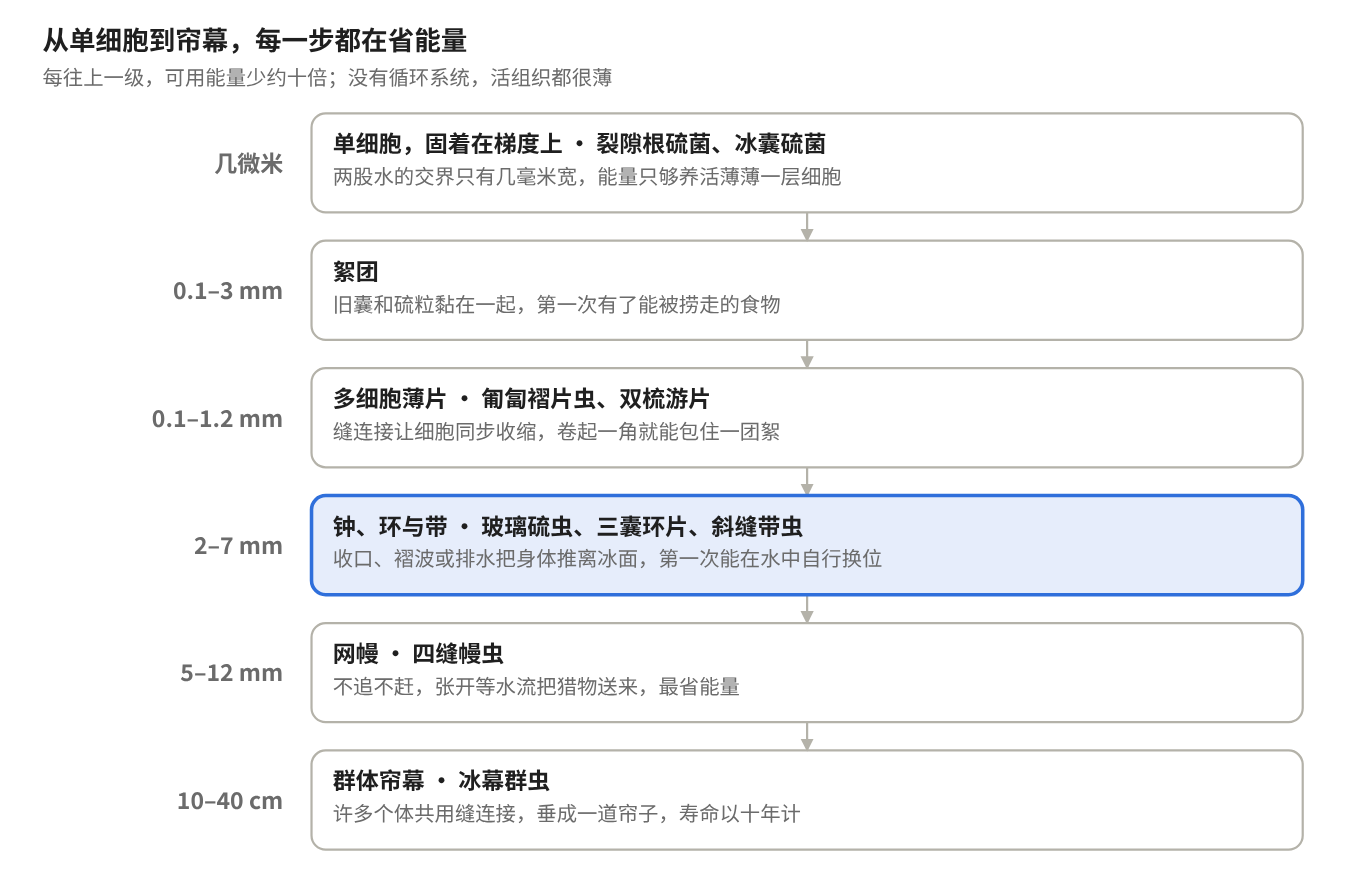 从单细胞到帘幕，每一步都在省能量
每往上一级，可用能量少约十倍；没有循环系统，活组织都很薄
几微米
单细胞，固着在梯度上 · 裂隙根硫菌、冰囊硫菌
两股水的交界只有几毫米宽，能量只够养活薄薄一层细胞
0.1–3 mm
絮团
旧囊和硫粒黏在一起，第一次有了能被捞走的食物
0.1–1.2 mm
多细胞薄片 · 匍匐褶片虫、双梳游片
缝连接让细胞同步收缩，卷起一角就能包住一团絮
2–7 mm
钟、环与带 · 玻璃硫虫、三囊环片、斜缝带虫
收口、褶波或排水把身体推离冰面，第一次能在水中自行换位
5–12 mm
网幔 · 四缝幔虫
不追不赶，张开等水流把猎物送来，最省能量
10–40 cm
群体帘幕 · 冰幕群虫
许多个体共用缝连接，垂成一道帘子，寿命以十年计